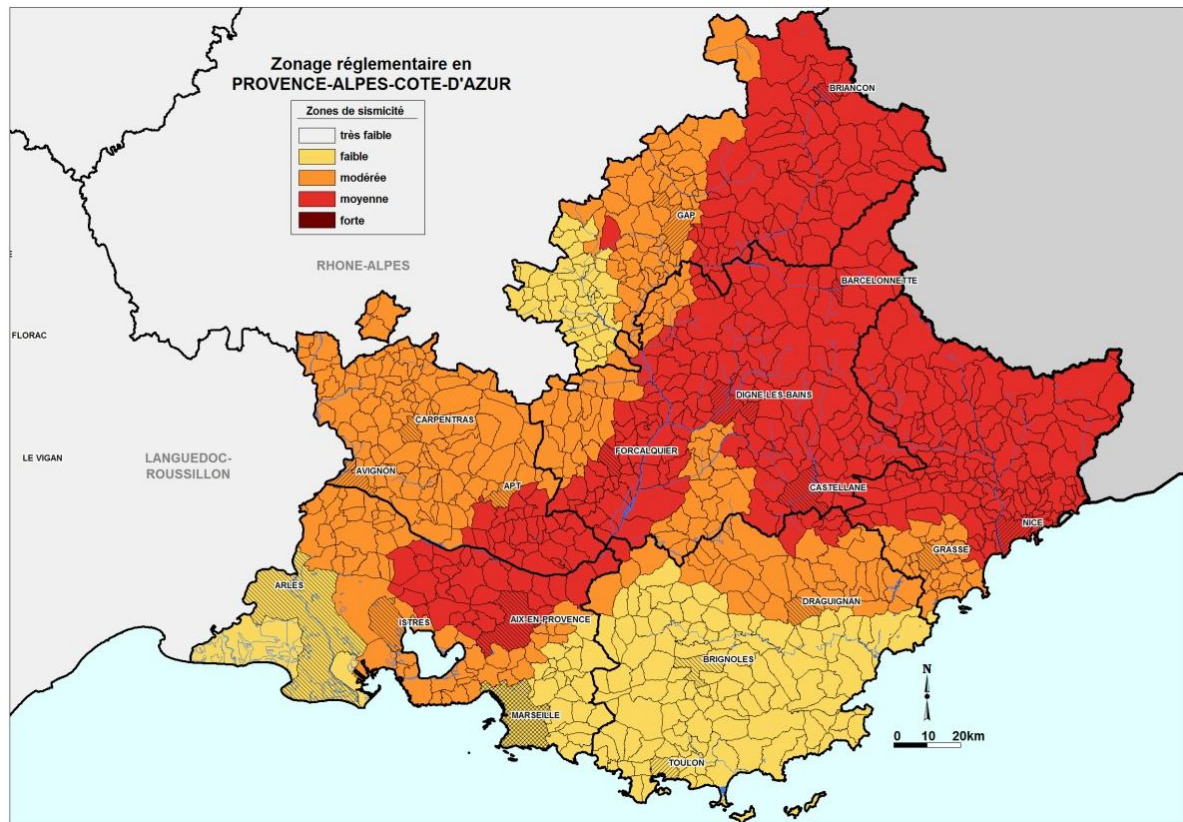 Zonage réglementaire en
PROVENCE-ALPES-COTE-D'AZUR
Zones de sismicité
très faible
faible
modérée
moyenne
forte
BRIANCON
GAP
RHONE-ALPES
BARCELONNETTE
FLORAC
DIGNE-LES-BAINS
CARPENTRAS
LE VIGAN
LANGUEDOC-
ROUSSILLON
FORCALQUIER
AVIGNON
APT
CASTELLANE
NICE
GRASSE
ARLES
DRAGUIGNAN
ISTRES
AIX-EN-PROVENCE
BRIGNOLES
N
MARSEILLE
0 10 20km
TOULON